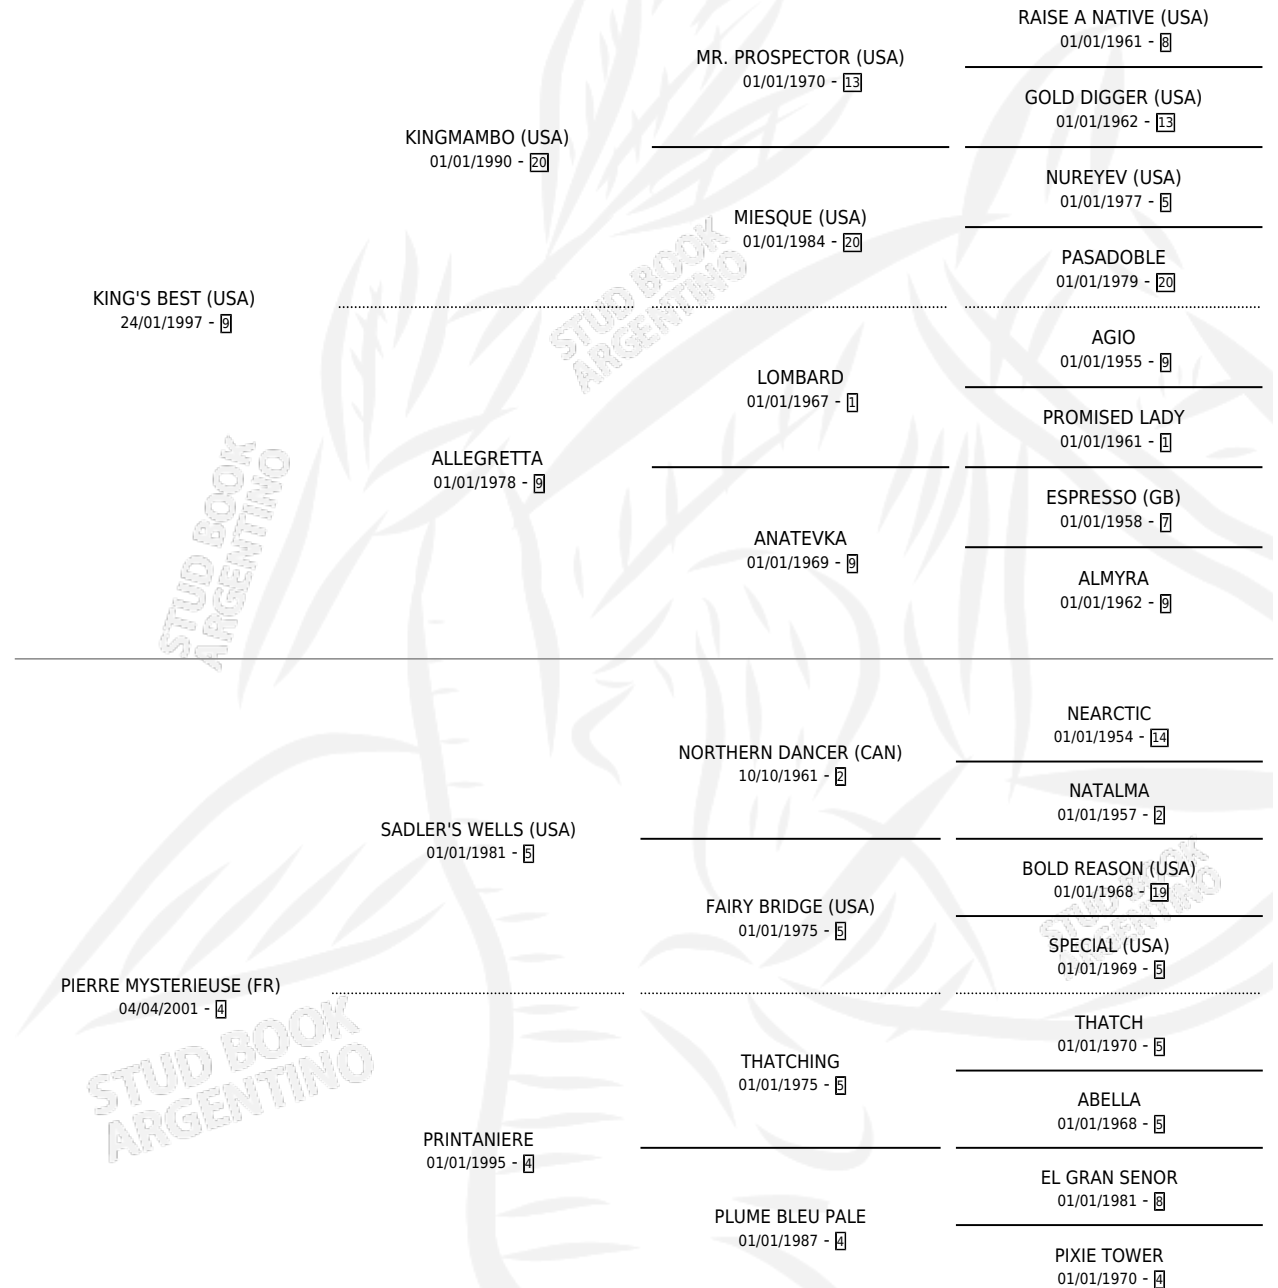 RAISE A NATIVE (USA)
01/01/1961 - 8
MR. PROSPECTOR (USA)
01/01/1970 - 13
GOLD DIGGER (USA)
01/01/1962 - 13
KINGMAMBO (USA)
01/01/1990 - 20
NUREYEV (USA)
01/01/1977 - 5
MIESQUE (USA)
01/01/1984 - 20
PASADOBLE
01/01/1979 - 20
KING'S BEST (USA)
24/01/1997 - 9
AGIO
01/01/1955 - 9
LOMBARD
01/01/1967 - 1
PROMISED LADY
01/01/1961 - 1
ALLEGRETTA
01/01/1978 - 9
ESPRESSO (GB)
01/01/1958 - 7
ANATEVKA
01/01/1969 - 9
ALMYRA
01/01/1962 - 9
NEARCTIC
01/01/1954 - 14
NORTHERN DANCER (CAN)
10/10/1961 - 2
NATALMA
01/01/1957 - 2
SADLER'S WELLS (USA)
01/01/1981 - 5
BOLD REASON (USA)
01/01/1968 - 19
FAIRY BRIDGE (USA)
01/01/1975 - 5
SPECIAL (USA)
01/01/1969 - 5
PIERRE MYSTERIEUSE (FR)
04/04/2001 - 4
THATCH
01/01/1970 - 5
THATCHING
01/01/1975 - 5
ABELLA
01/01/1968 - 5
PRINTANIERE
01/01/1995 - 4
EL GRAN SENOR
01/01/1981 - 8
PLUME BLEU PALE
01/01/1987 - 4
PIXIE TOWER
01/01/1970 - 4
STUD BOOK
ARGENTINO
STUD BOOK
ARGENTINO
STUD BOOK
ARGENTINO
STUD BOOK
ARGENTINO